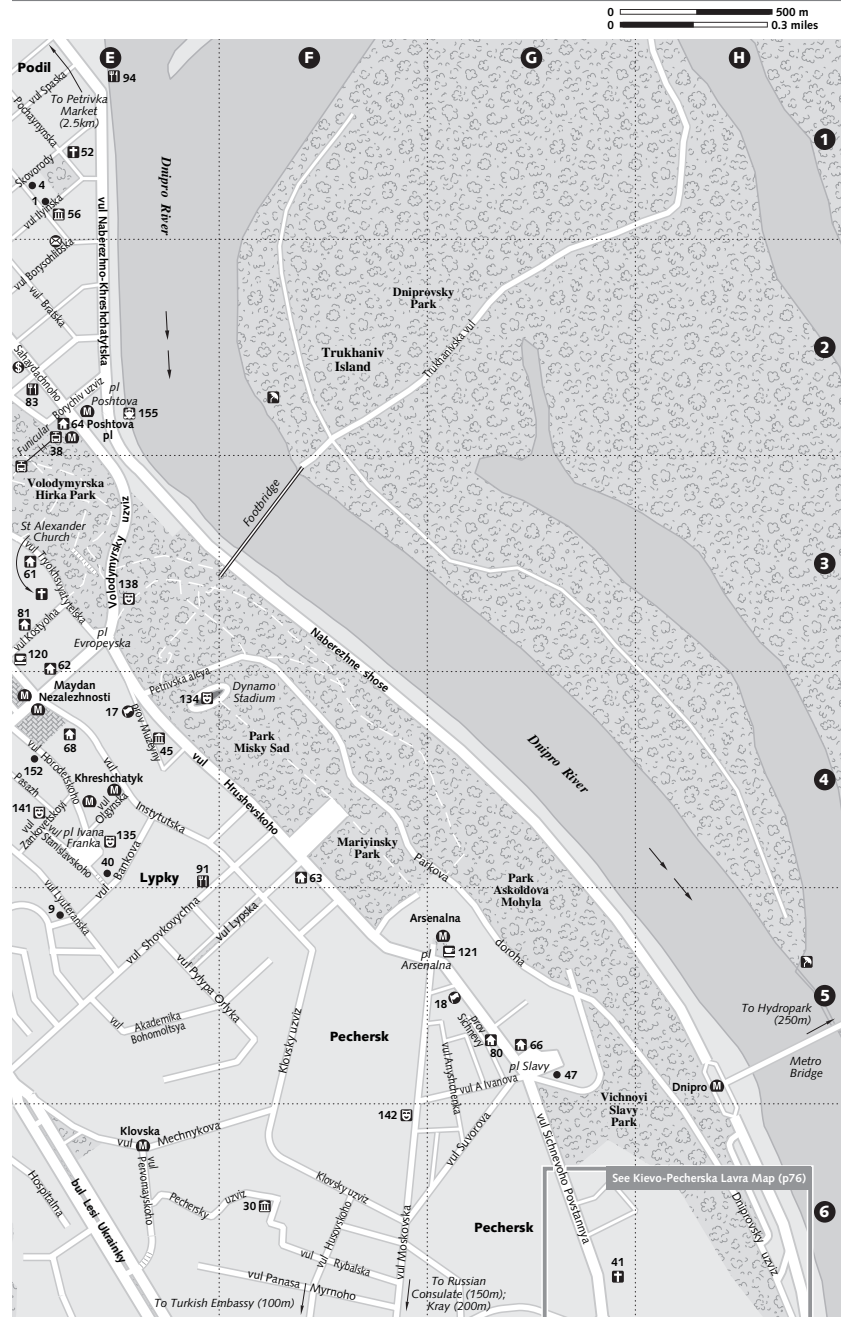 0 500 m
0 0.3 miles
E
F
G
H
1
2
3
4
5
6
Podil
94
vul Spaska
To Petrivka
Market
(2.5km)
Pochaynynska
52
Skovorody
4
1
vul Illyinska
56
vul Boryschilbska
vul Bratska
vul Naberezhno-Khreshchatytska
Dnipro River
Dniprovsky
Park
Trukhaniv
Island
Trukhanivska vul
Sahaydachnoho
S
83
Borychiv uzviz
pl
Poshtova
M
155
64
Poshtova
pl
M
38
Funicular
Volodymyrska
Hirka Park
Footbridge
St Alexander
Church
61
vul Tryokhsvyatytelska
Volodymyrsky
uzviz
138
81
vul Kostyolna
pl
Evropeyska
120
62
Naberezhne shose
Maydan
Nezalezhnosti
M
M
Petrivska aleya
134
Dynamo
Stadium
17
prov Muzeyny
45
68
Park
Misky Sad
152
vul Horodetskoho
Khreshchatyk
M
M
vul
Olgynska
vul
Instytutska
vul
Hrushevskoho
Pasazh
141
vul
Zankovetskoyi
vul
Stanislavskoho
pl Ivana
Franka
135
40
vul Bankova
Lypky
91
63
Mariyinsky
Park
Parkova
doroha
Park
Askoldova
Mohyla
Dnipro River
9
vul Lyuteranska
vul Shovkovychna
vul Lypska
Arsenalna
M
121
pl
Arsenalna
vul Pylypa Orlyka
vul
Akademika
Bohomoltsya
Klovsky uzviz
Pechersk
18
prov
Sichnevy
80
66
pl Slavy
47
vul Anyshchenka
vul A Ivanova
To Hydropark
(250m)
Metro
Bridge
Dnipro
M
Vichnoyi
Slavy
Park
Klovska
M
vul
Mechnykova
142
vul Suvorova
vul Sichnevoho Povstannya
vul
Pervomayskoho
Hospitalna
bul Lesi Ukrainky
Pechersky
uzviz
30
Klovsky uzviz
vul Husovskoho
vul
Rybalska
vul Moskovska
Pechersk
See Kievo-Pecherska Lavra Map (p76)
Dniprovsky
uzviz
41
vul Panasa
Myrnoho
To Turkish Embassy (100m)
To Russian
Consulate (150m);
Kray (200m)